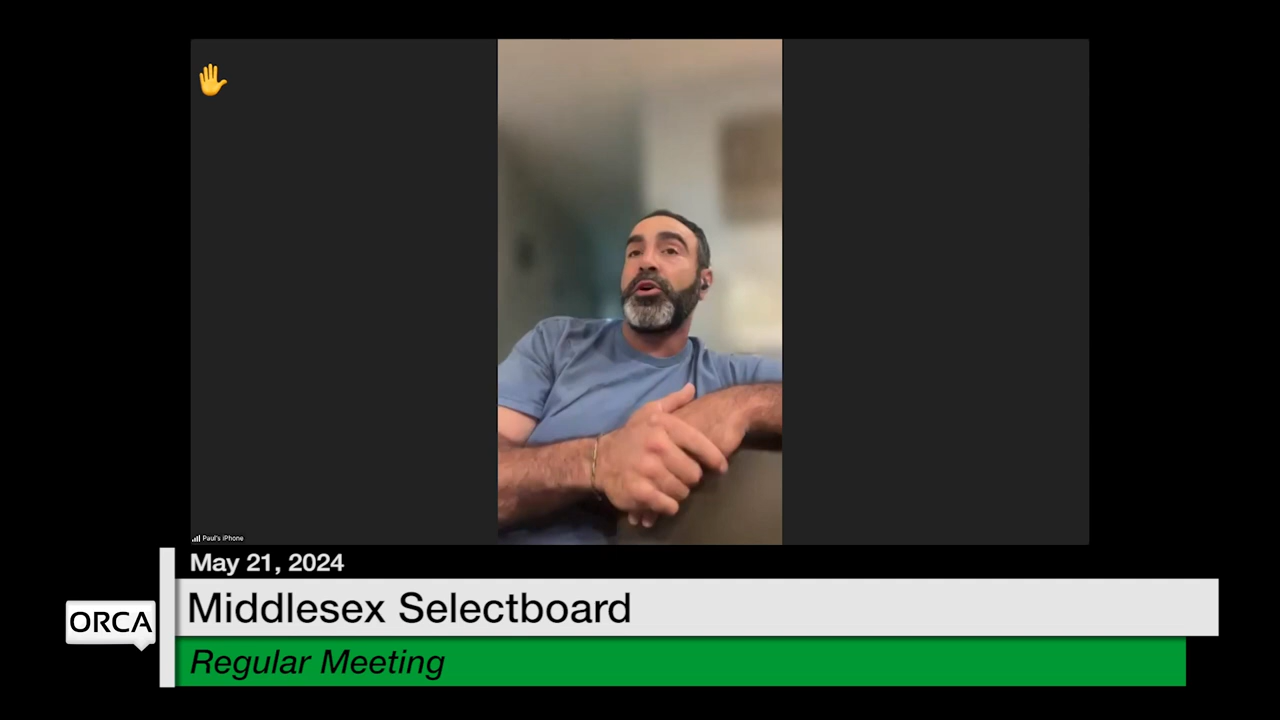 Paul's iPhone
May 21, 2024
Middlesex Selectboard
ORCA
Regular Meeting